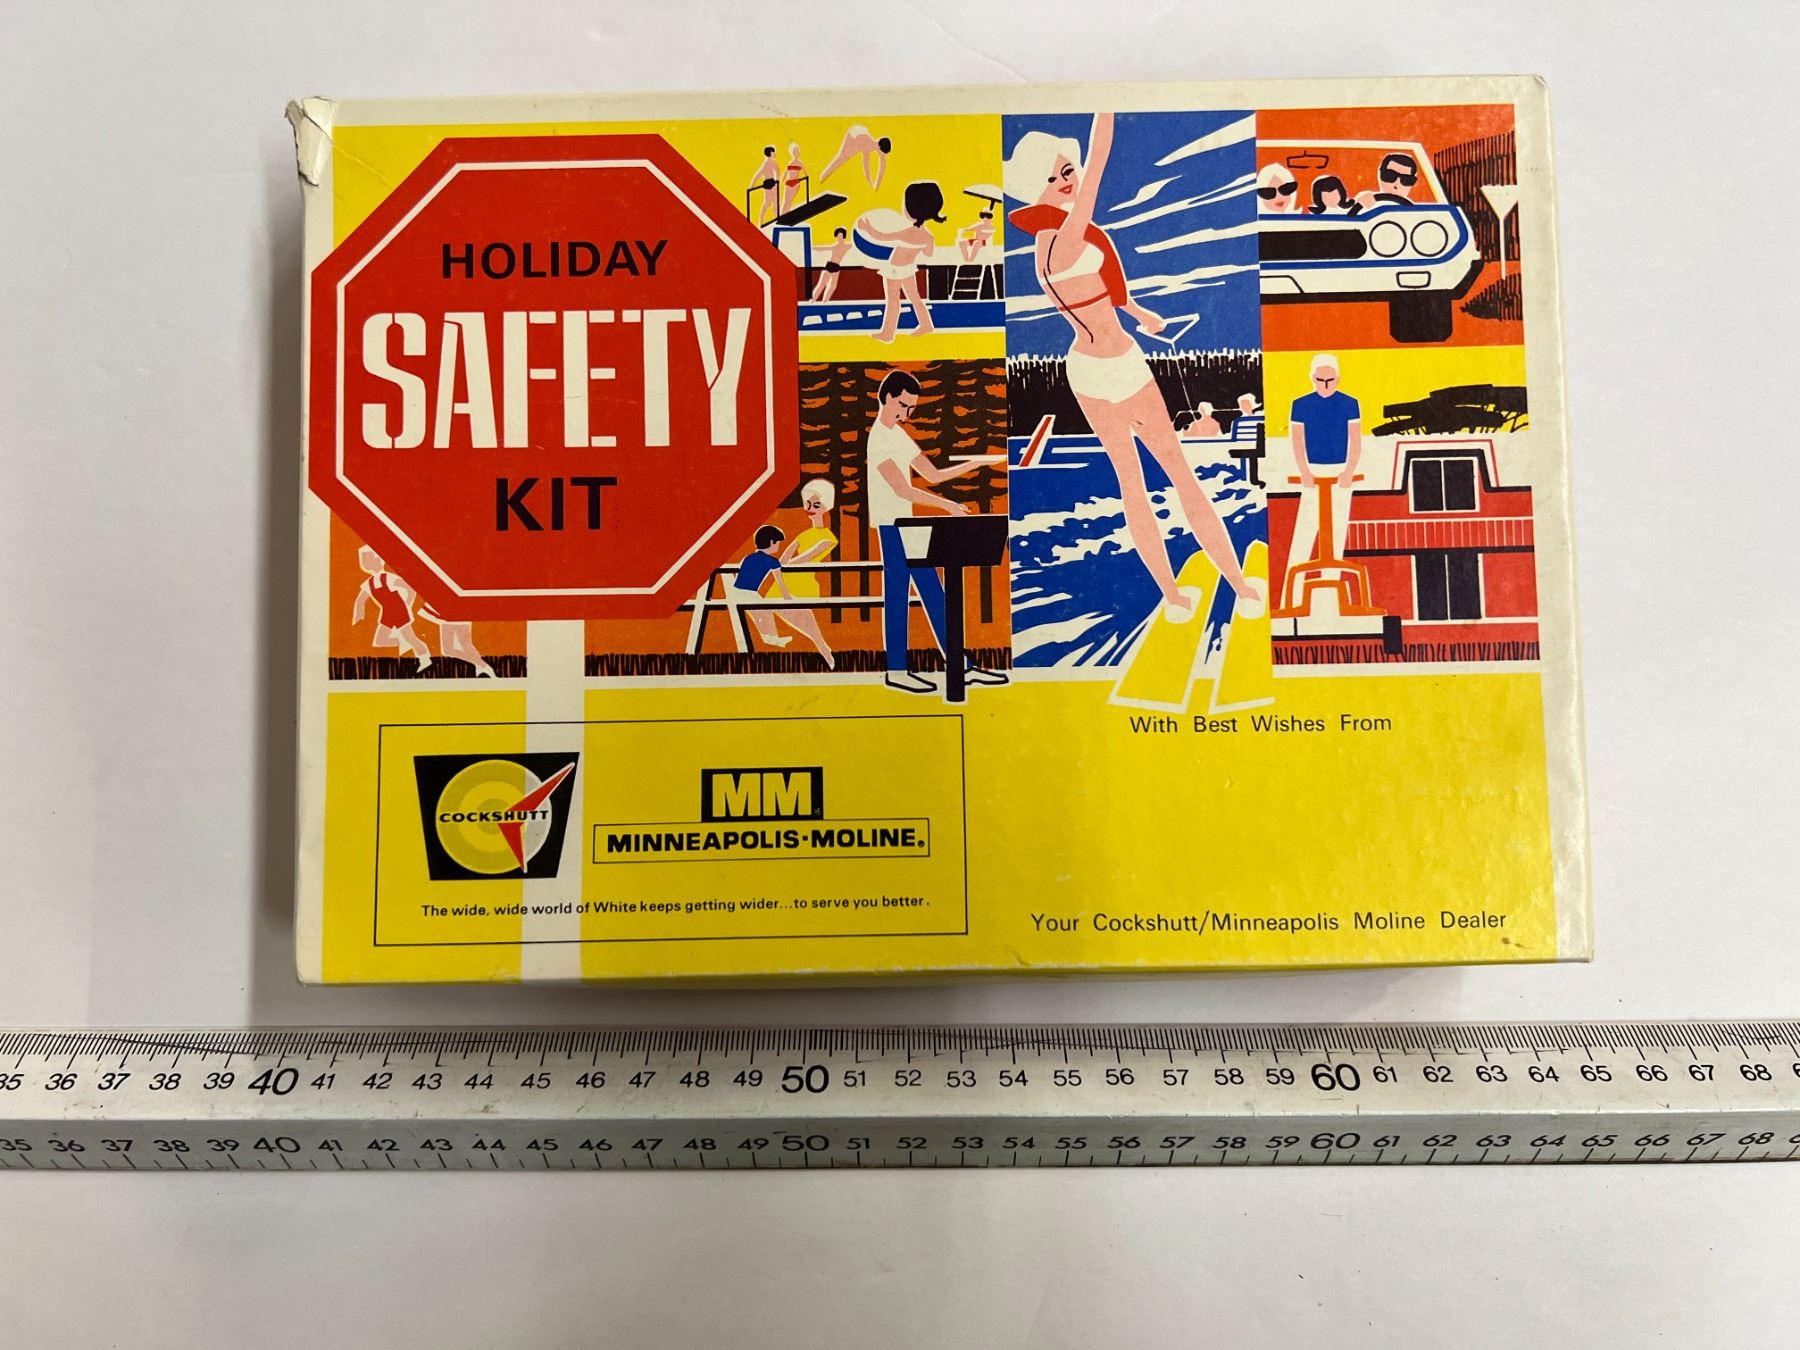 HOLIDAY
SAFETY
KIT
With Best Wishes From
COCKSHUTT
MM
MINNEAPOLIS-MOLINE®
The wide, wide world of White keeps getting wider...to serve you better.
Your Cockshutt/Minneapolis Moline Dealer
35 36 37 38 39 40 41 42 43 44 45 46 47 48 49 50 51 52 53 54 55 56 57 58 59 60 61 62 63 64 65 66 67 68
35 36 37 38 39 40 41 42 43 44 45 46 47 48 49 50 51 52 53 54 55 56 57 58 59 60 61 62 63 64 65 66 67 68